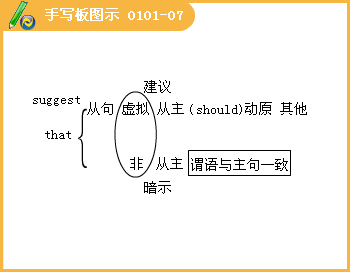 手写板图示 0101-07
建议
suggest 从句 虚拟 从主 (should)动原 其他
that
非 从主 谓语与主句一致
暗示